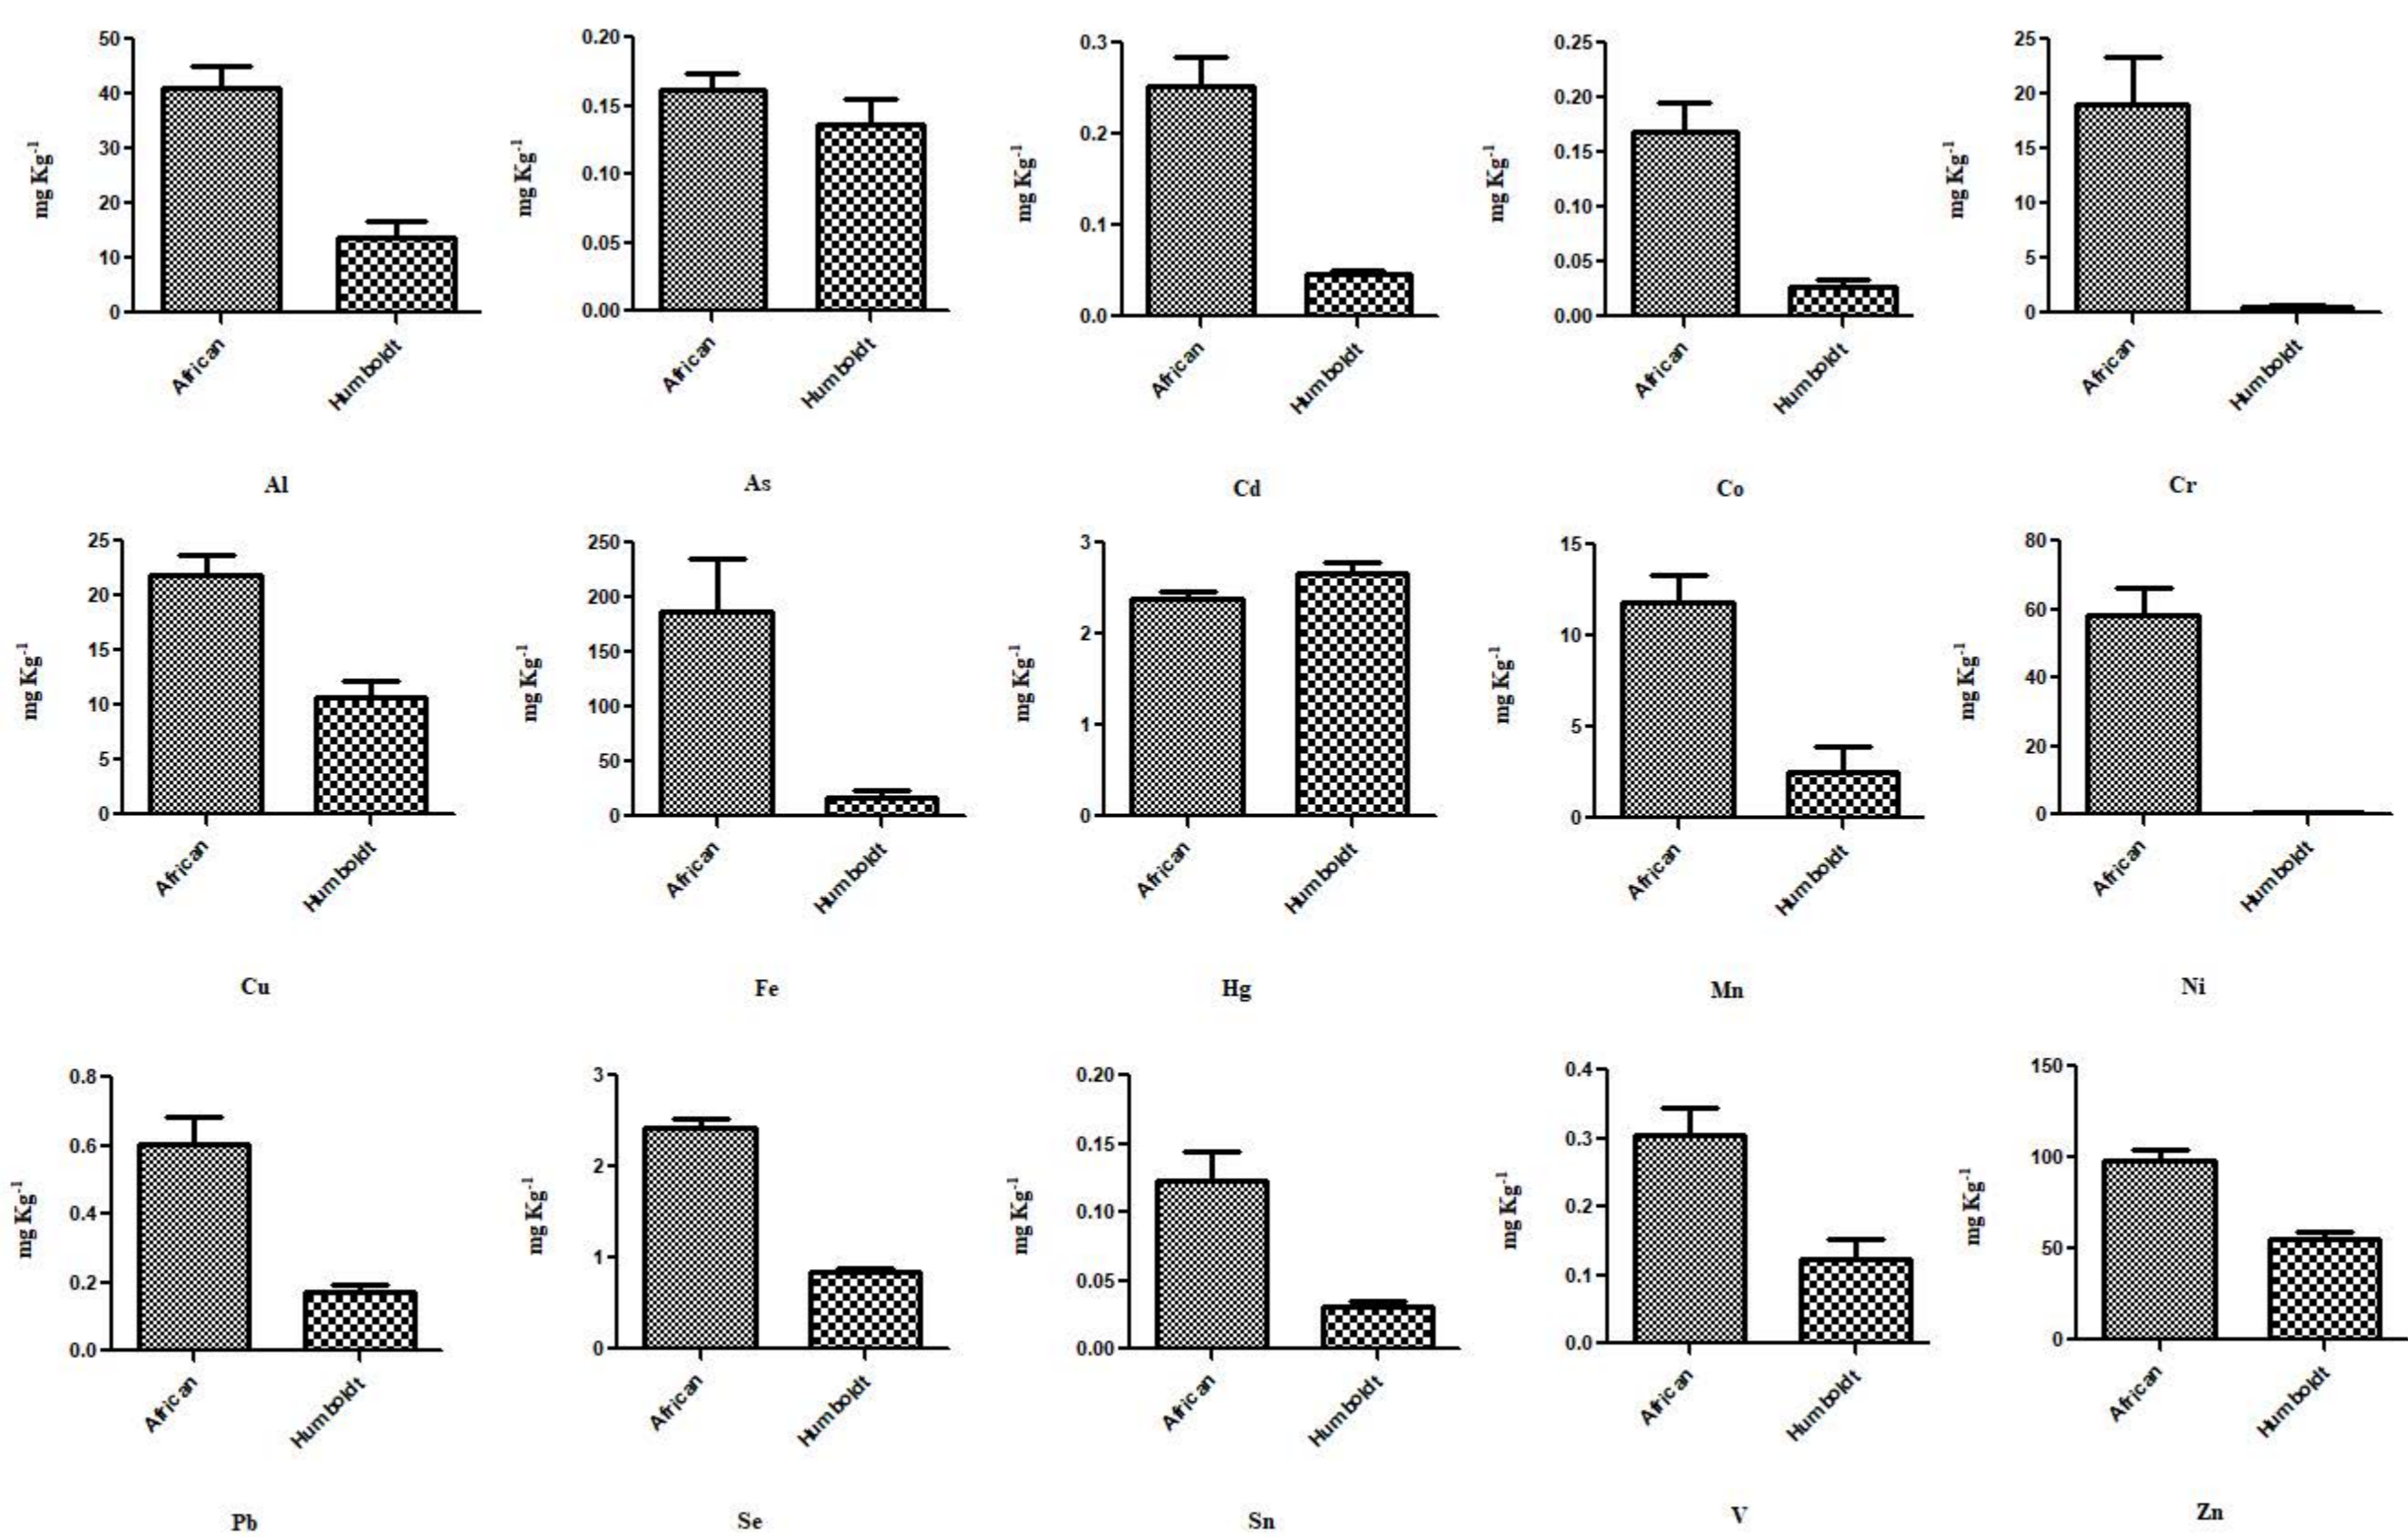 50
40
30
20
10
0
mg Kg-1
African
Humboldt
Al
0.20
0.15
0.10
0.05
0.00
mg Kg-1
African
Humboldt
As
0.3
0.2
0.1
0.0
mg Kg-1
African
Humboldt
Cd
0.25
0.20
0.15
0.10
0.05
0.00
mg Kg-1
African
Humboldt
Co
25
20
15
10
5
0
mg Kg-1
African
Humboldt
Cr
25
20
15
10
5
0
mg Kg-1
African
Humboldt
Cu
250
200
150
100
50
0
mg Kg-1
African
Humboldt
Fe
3
2
1
0
mg Kg-1
African
Humboldt
Hg
15
10
5
0
mg Kg-1
African
Humboldt
Mn
80
60
40
20
0
mg Kg-1
African
Humboldt
Ni
0.8
0.6
0.4
0.2
0.0
mg Kg-1
African
Humboldt
Pb
3
2
1
0
mg Kg-1
African
Humboldt
Se
0.20
0.15
0.10
0.05
0.00
mg Kg-1
African
Humboldt
Sn
0.4
0.3
0.2
0.1
0.0
mg Kg-1
African
Humboldt
V
150
100
50
0
mg Kg-1
African
Humboldt
Zn